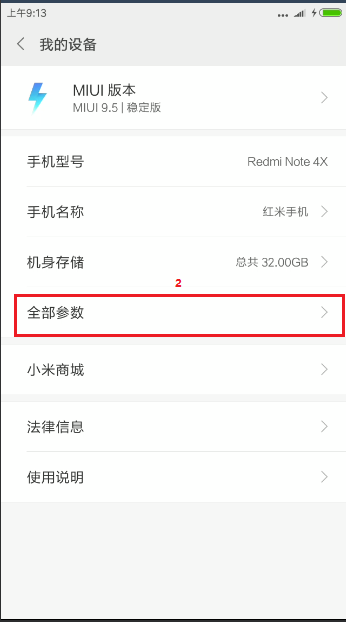 上午9:13
我的设备
MIUI 版本
MIUI 9.5 | 稳定版
手机型号 Redmi Note 4X
手机名称 红米手机
机身存储 总共 32.00GB
2
全部参数
小米商城
法律信息
使用说明